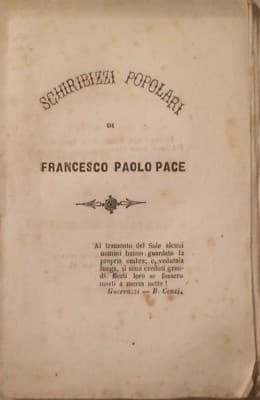 SCHIRIBIZZI POPOLARI
DI
FRANCESCO PAOLO PACE
Al tramonto del Sole alcuni
uomini hanno guardato la
propria ombra; e, vedutala
lunga, si sono creduti gran-
di. Beati loro se fossero
morti a mezza notte!
Guerrazzi — B. Cenci.